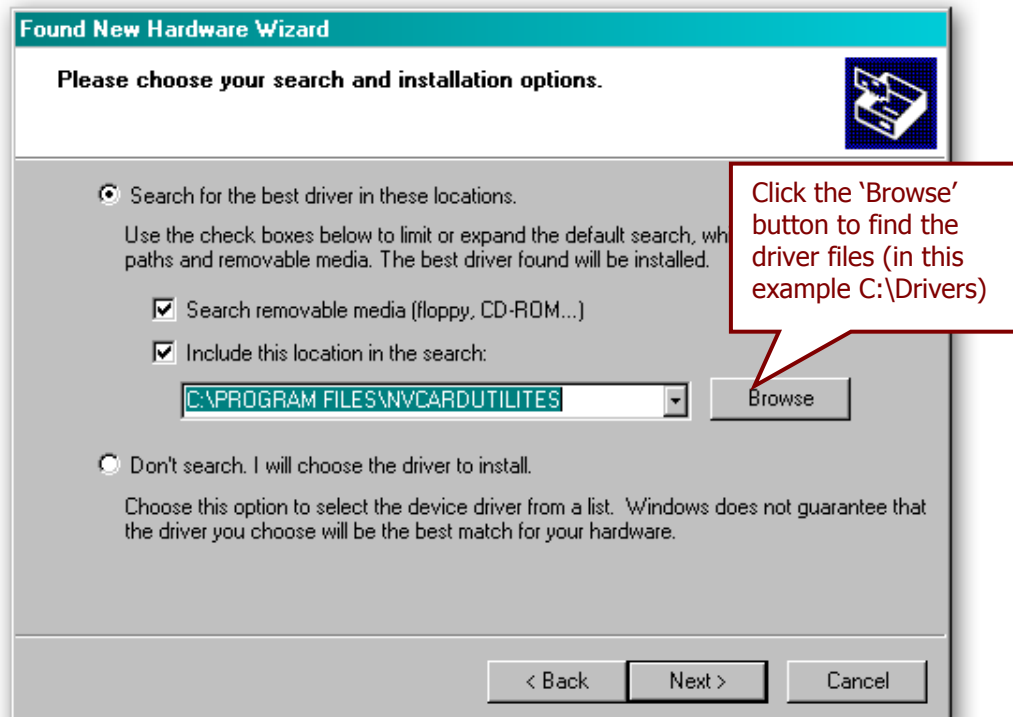 Found New Hardware Wizard
Please choose your search and installation options.
Search for the best driver in these locations.
Use the check boxes below to limit or expand the default search, wh
paths and removable media. The best driver found will be installed.
Click the ‘Browse’
button to find the
driver files (in this
example C:\Drivers)
Search removable media (floppy, CD-ROM...)
Include this location in the search:
C:\PROGRAM FILES\NVCARDUTILITES
Browse
Don't search. I will choose the driver to install.
Choose this option to select the device driver from a list. Windows does not guarantee that
the driver you choose will be the best match for your hardware.
< Back
Next >
Cancel